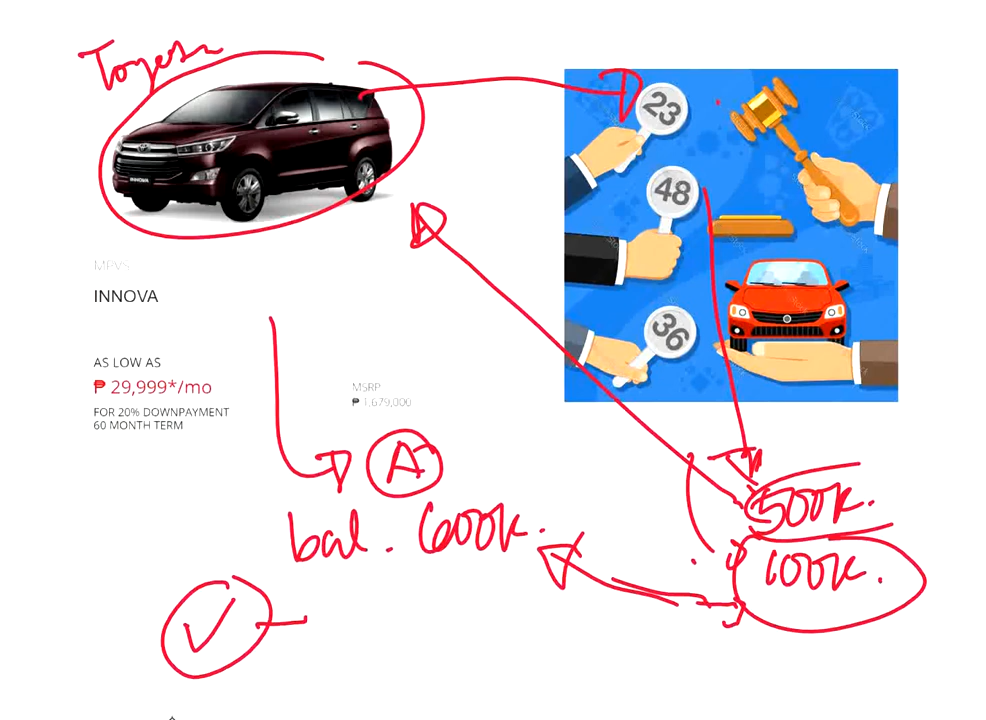 Toyota
INNOVA
23
48
36
MPVS
INNOVA
AS LOW AS
₱ 29,999*/mo
FOR 20% DOWNPAYMENT
60 MONTH TERM
MSRP
₱ 1,679,000
A
bal. 600k.
500k.
100k.